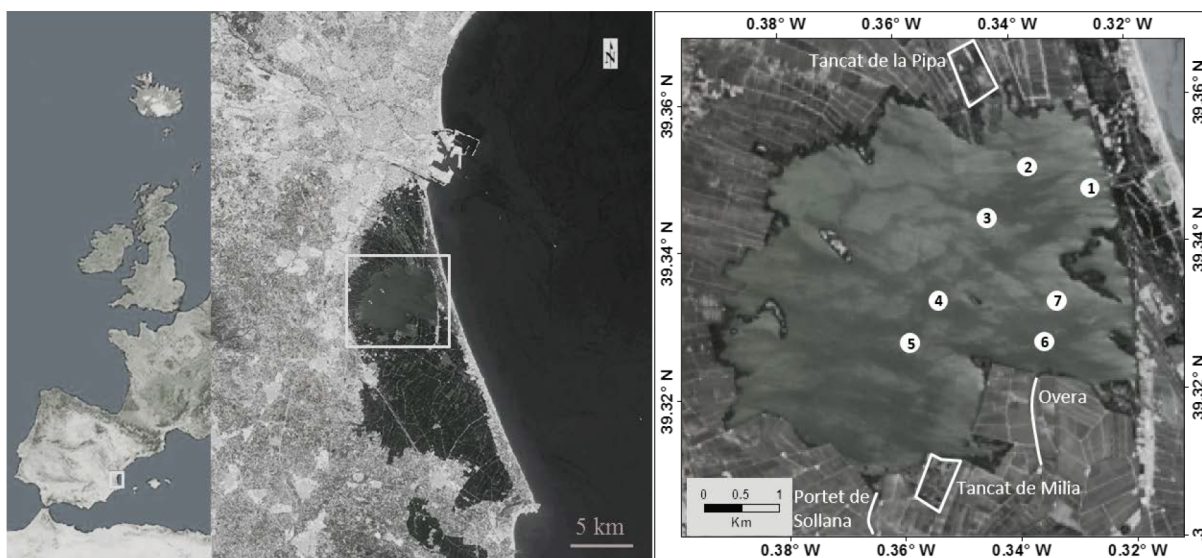 N
5 km
0.38° W
0.36° W
0.34° W
0.32° W
39.36° N
39.34° N
39.32° N
39.36° N
39.34° N
39.32° N
Tancat de la Pipa
2
1
3
4
7
5
6
Overa
Tancat de Milia
Portet de
Sollana
0 0.5 1
Km
0.38° W
0.36° W
0.34° W
0.32° W